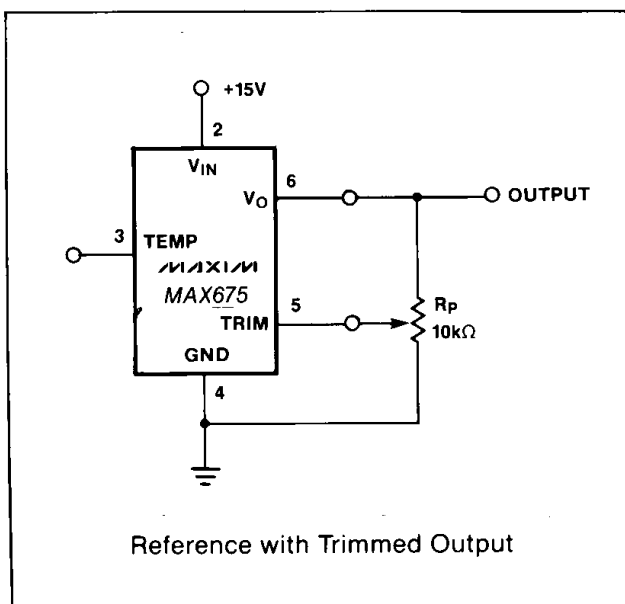 +15V
2
VIN
6
VO
OUTPUT
3
TEMP
MAXIM
MAX675
5
TRIM
RP
10kΩ
GND
4
Reference with Trimmed Output